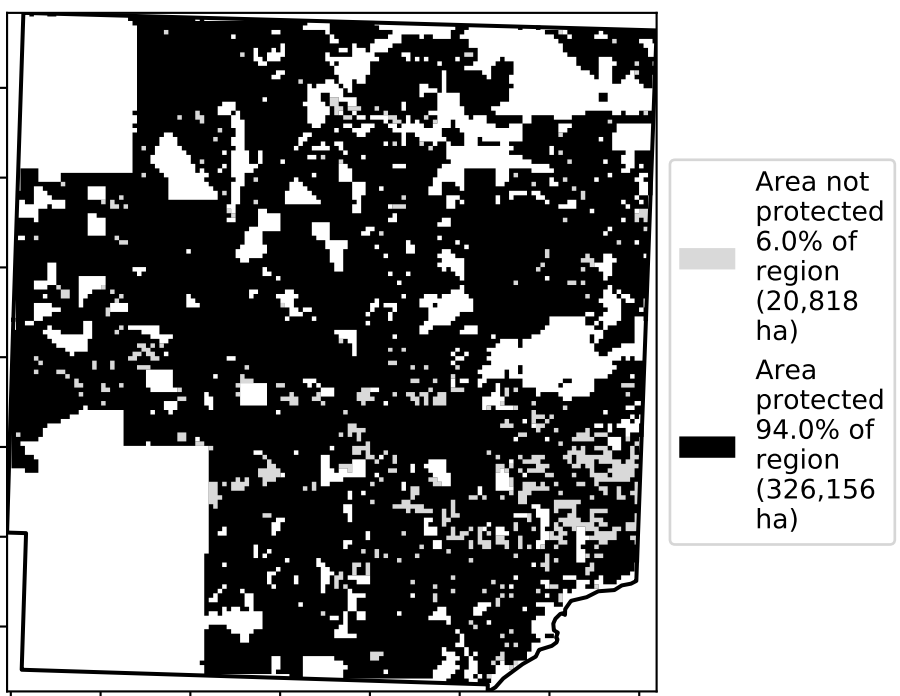 Area not
protected
6.0% of
region
(20,818
ha)
Area
protected
94.0% of
region
(326,156
ha)